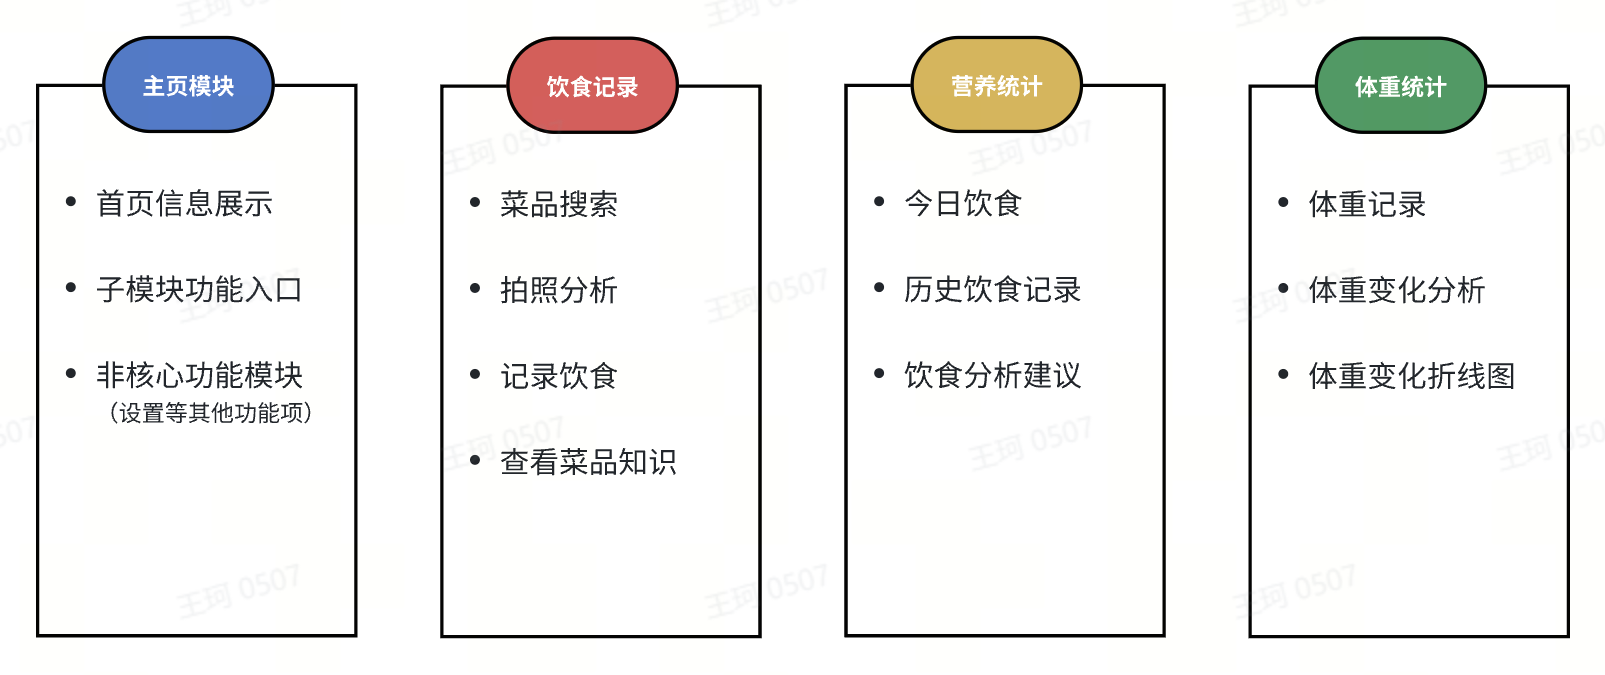 主页模块
首页信息展示
子模块功能入口
非核心功能模块
（设置等其他功能项）
饮食记录
菜品搜索
拍照分析
记录饮食
查看菜品知识
营养统计
今日饮食
历史饮食记录
饮食分析建议
体重统计
体重记录
体重变化分析
体重变化折线图
王珂 0507